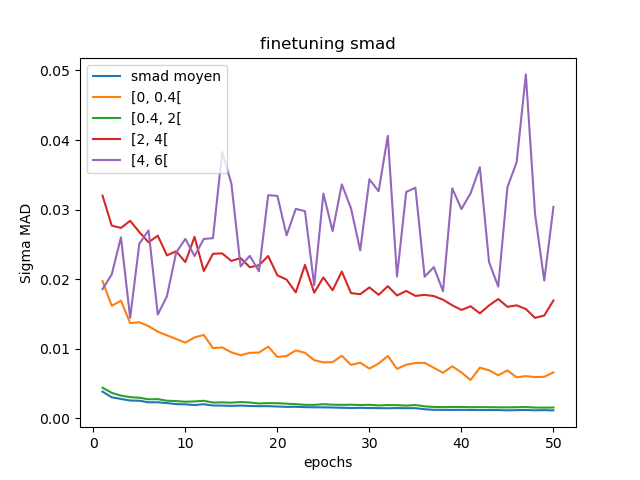 finetuning smad
smad moyen
[0, 0.4[
[0.4, 2[
[2, 4[
[4, 6[
0.05
0.04
0.03
0.02
0.01
0.00
Sigma MAD
0 10 20 30 40 50
epochs